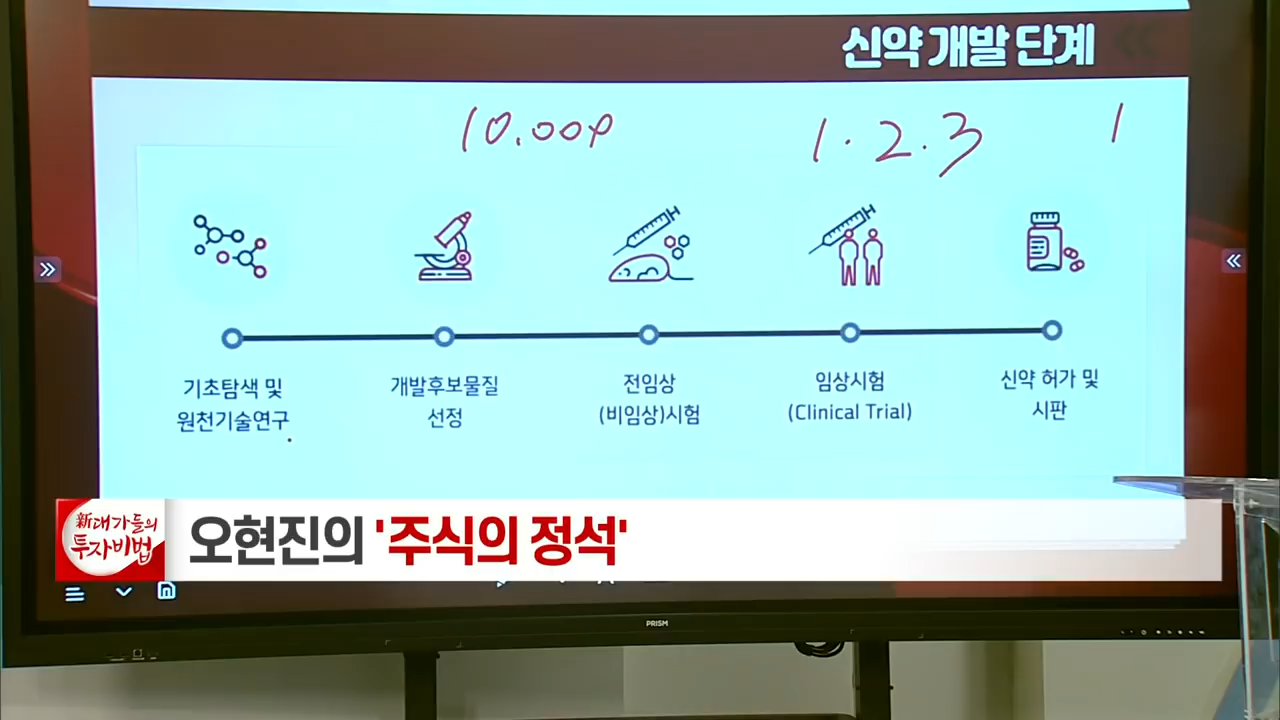 신약 개발 단계
10.000
1.2.3
1
기초탐색 및
원천기술연구
개발후보물질
선정
전임상
(비임상)시험
임상시험
(Clinical Trial)
신약 허가 및
시판
新대가들의
투자비법
오현진의 '주식의 정석'
PRISM